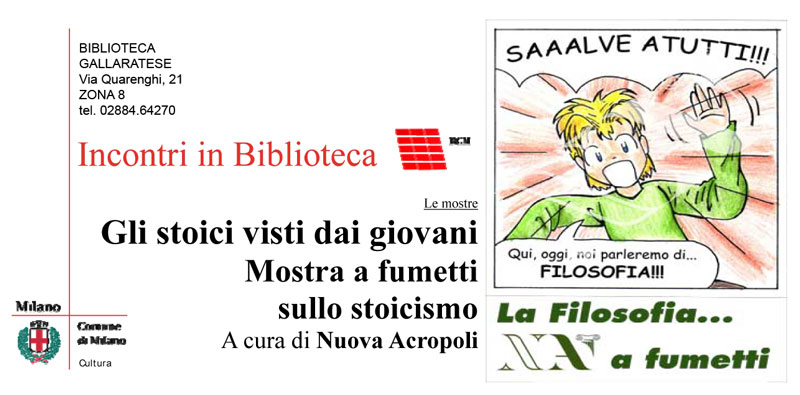 BIBLIOTECA
GALLARATESE
Via Quarenghi, 21
ZONA 8
tel. 02884.64270
Incontri in Biblioteca
Le mostre
Gli stoici visti dai giovani
Mostra a fumetti
sullo stoicismo
A cura di Nuova Acropoli
Milano
Comune
di Milano
Cultura
SAAALVE A TUTTI!!!
Qui, oggi, noi parleremo di...
FILOSOFIA!!!
La Filosofia...
NA a fumetti